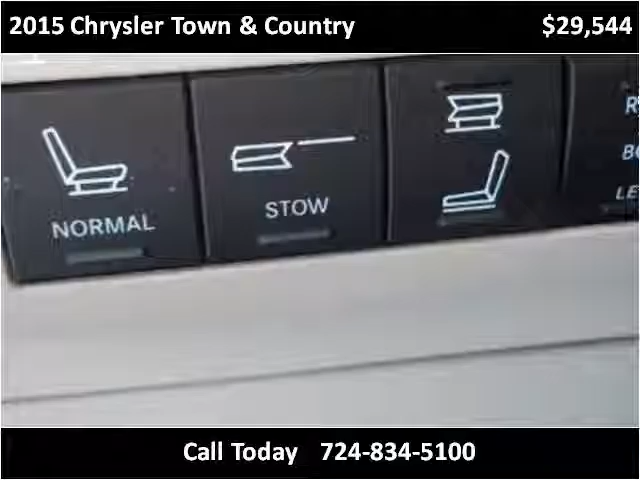 2015 Chrysler Town & Country $29,544
NORMAL
STOW
Call Today 724-834-5100